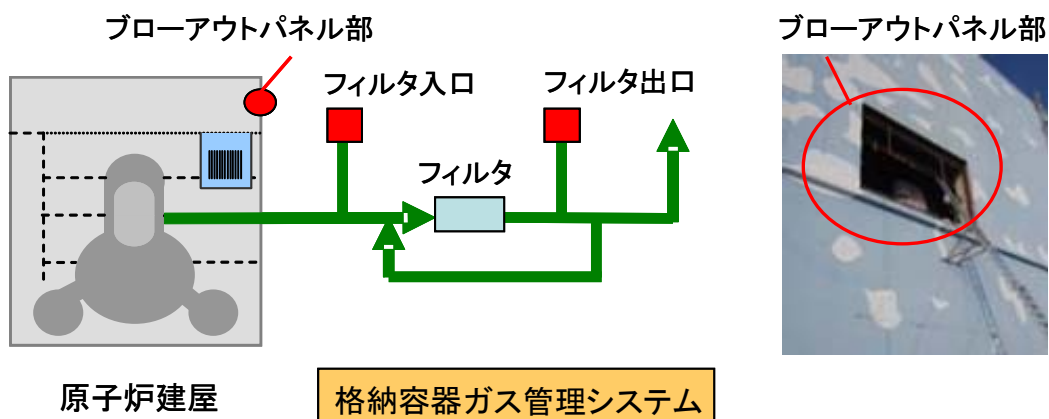 ブローアウトパネル部
ブローアウトパネル部
フィルタ入口
フィルタ出口
フィルタ
原子炉建屋
格納容器ガス管理システム